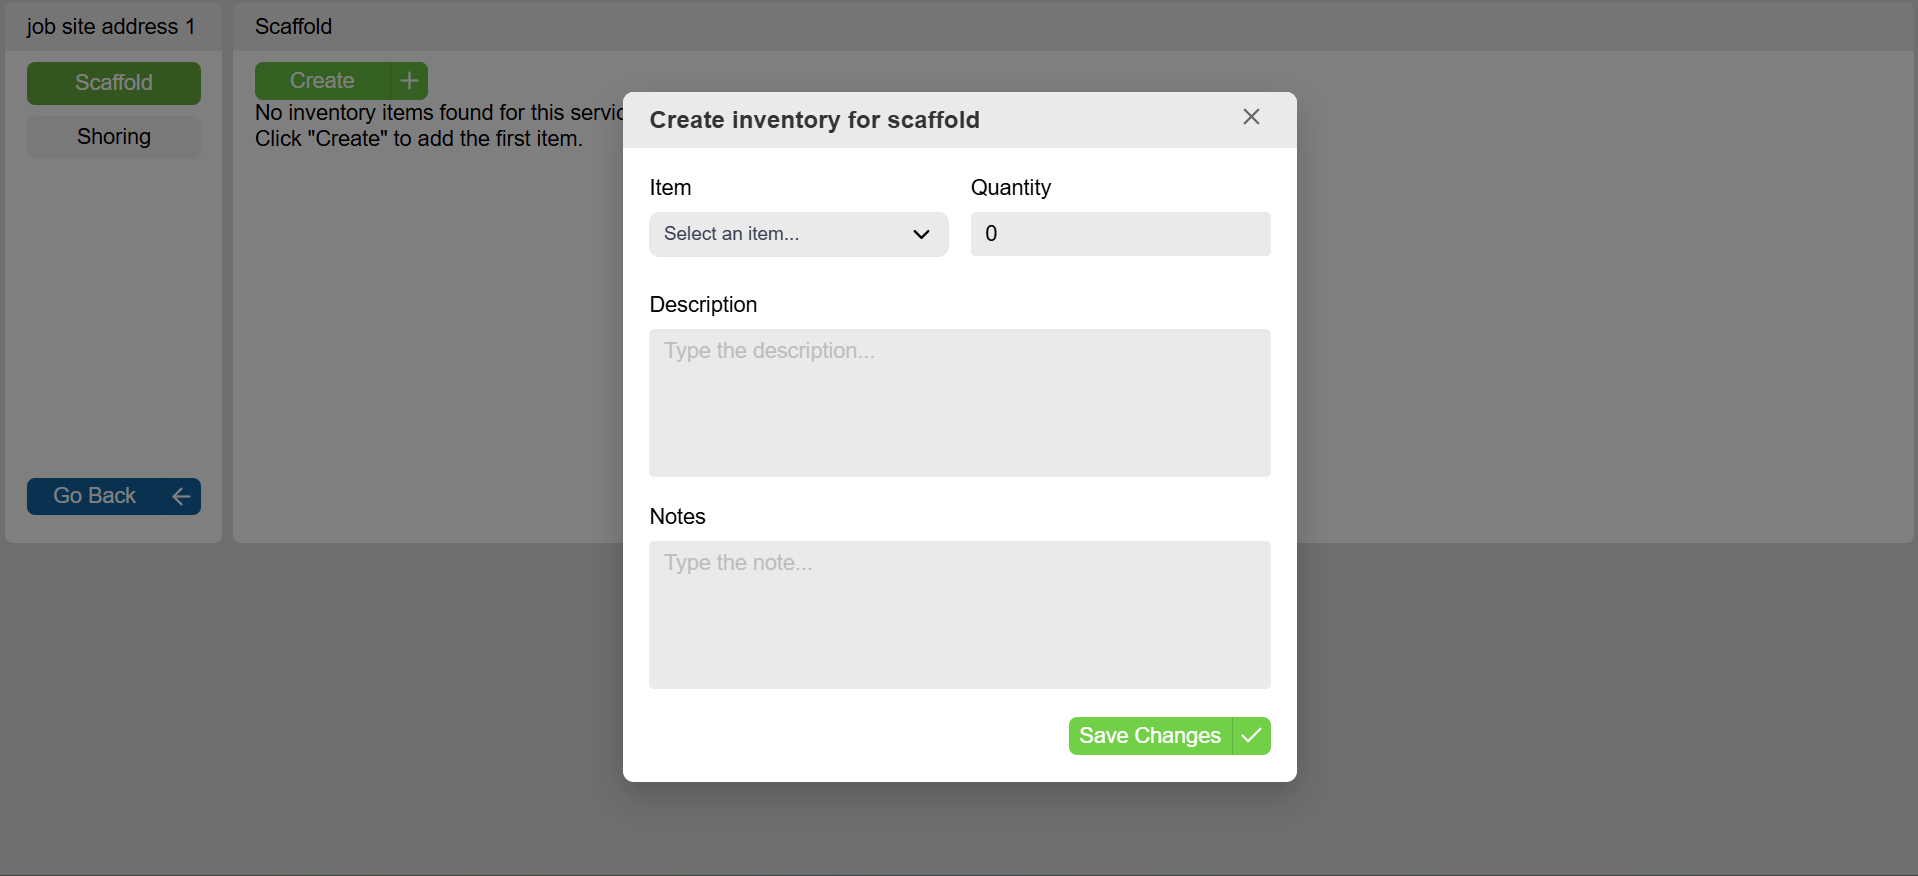 job site address 1
Scaffold
Shoring
Go Back
Scaffold
Create
No inventory items found for this
Click "Create" to add the first item.
Create inventory for scaffold
Item
Quantity
Select an item...
0
Description
Type the description...
Notes
Type the note...
Save Changes